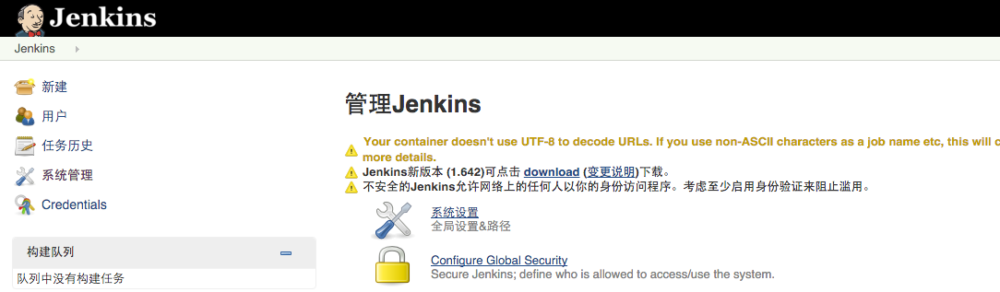 Jenkins
Jenkins
新建
用户
任务历史
系统管理
Credentials
构建队列
队列中没有构建任务
管理Jenkins
Your container doesn't use UTF-8 to decode URLs. If you use non-ASCII characters as a job name etc, this will c
more details.
Jenkins新版本 (1.642)可点击 download (变更说明)下载。
不安全的Jenkins允许网络上的任何人以你的身份访问程序。考虑至少启用身份验证来阻止滥用。
系统设置
全局设置&路径
Configure Global Security
Secure Jenkins; define who is allowed to access/use the system.